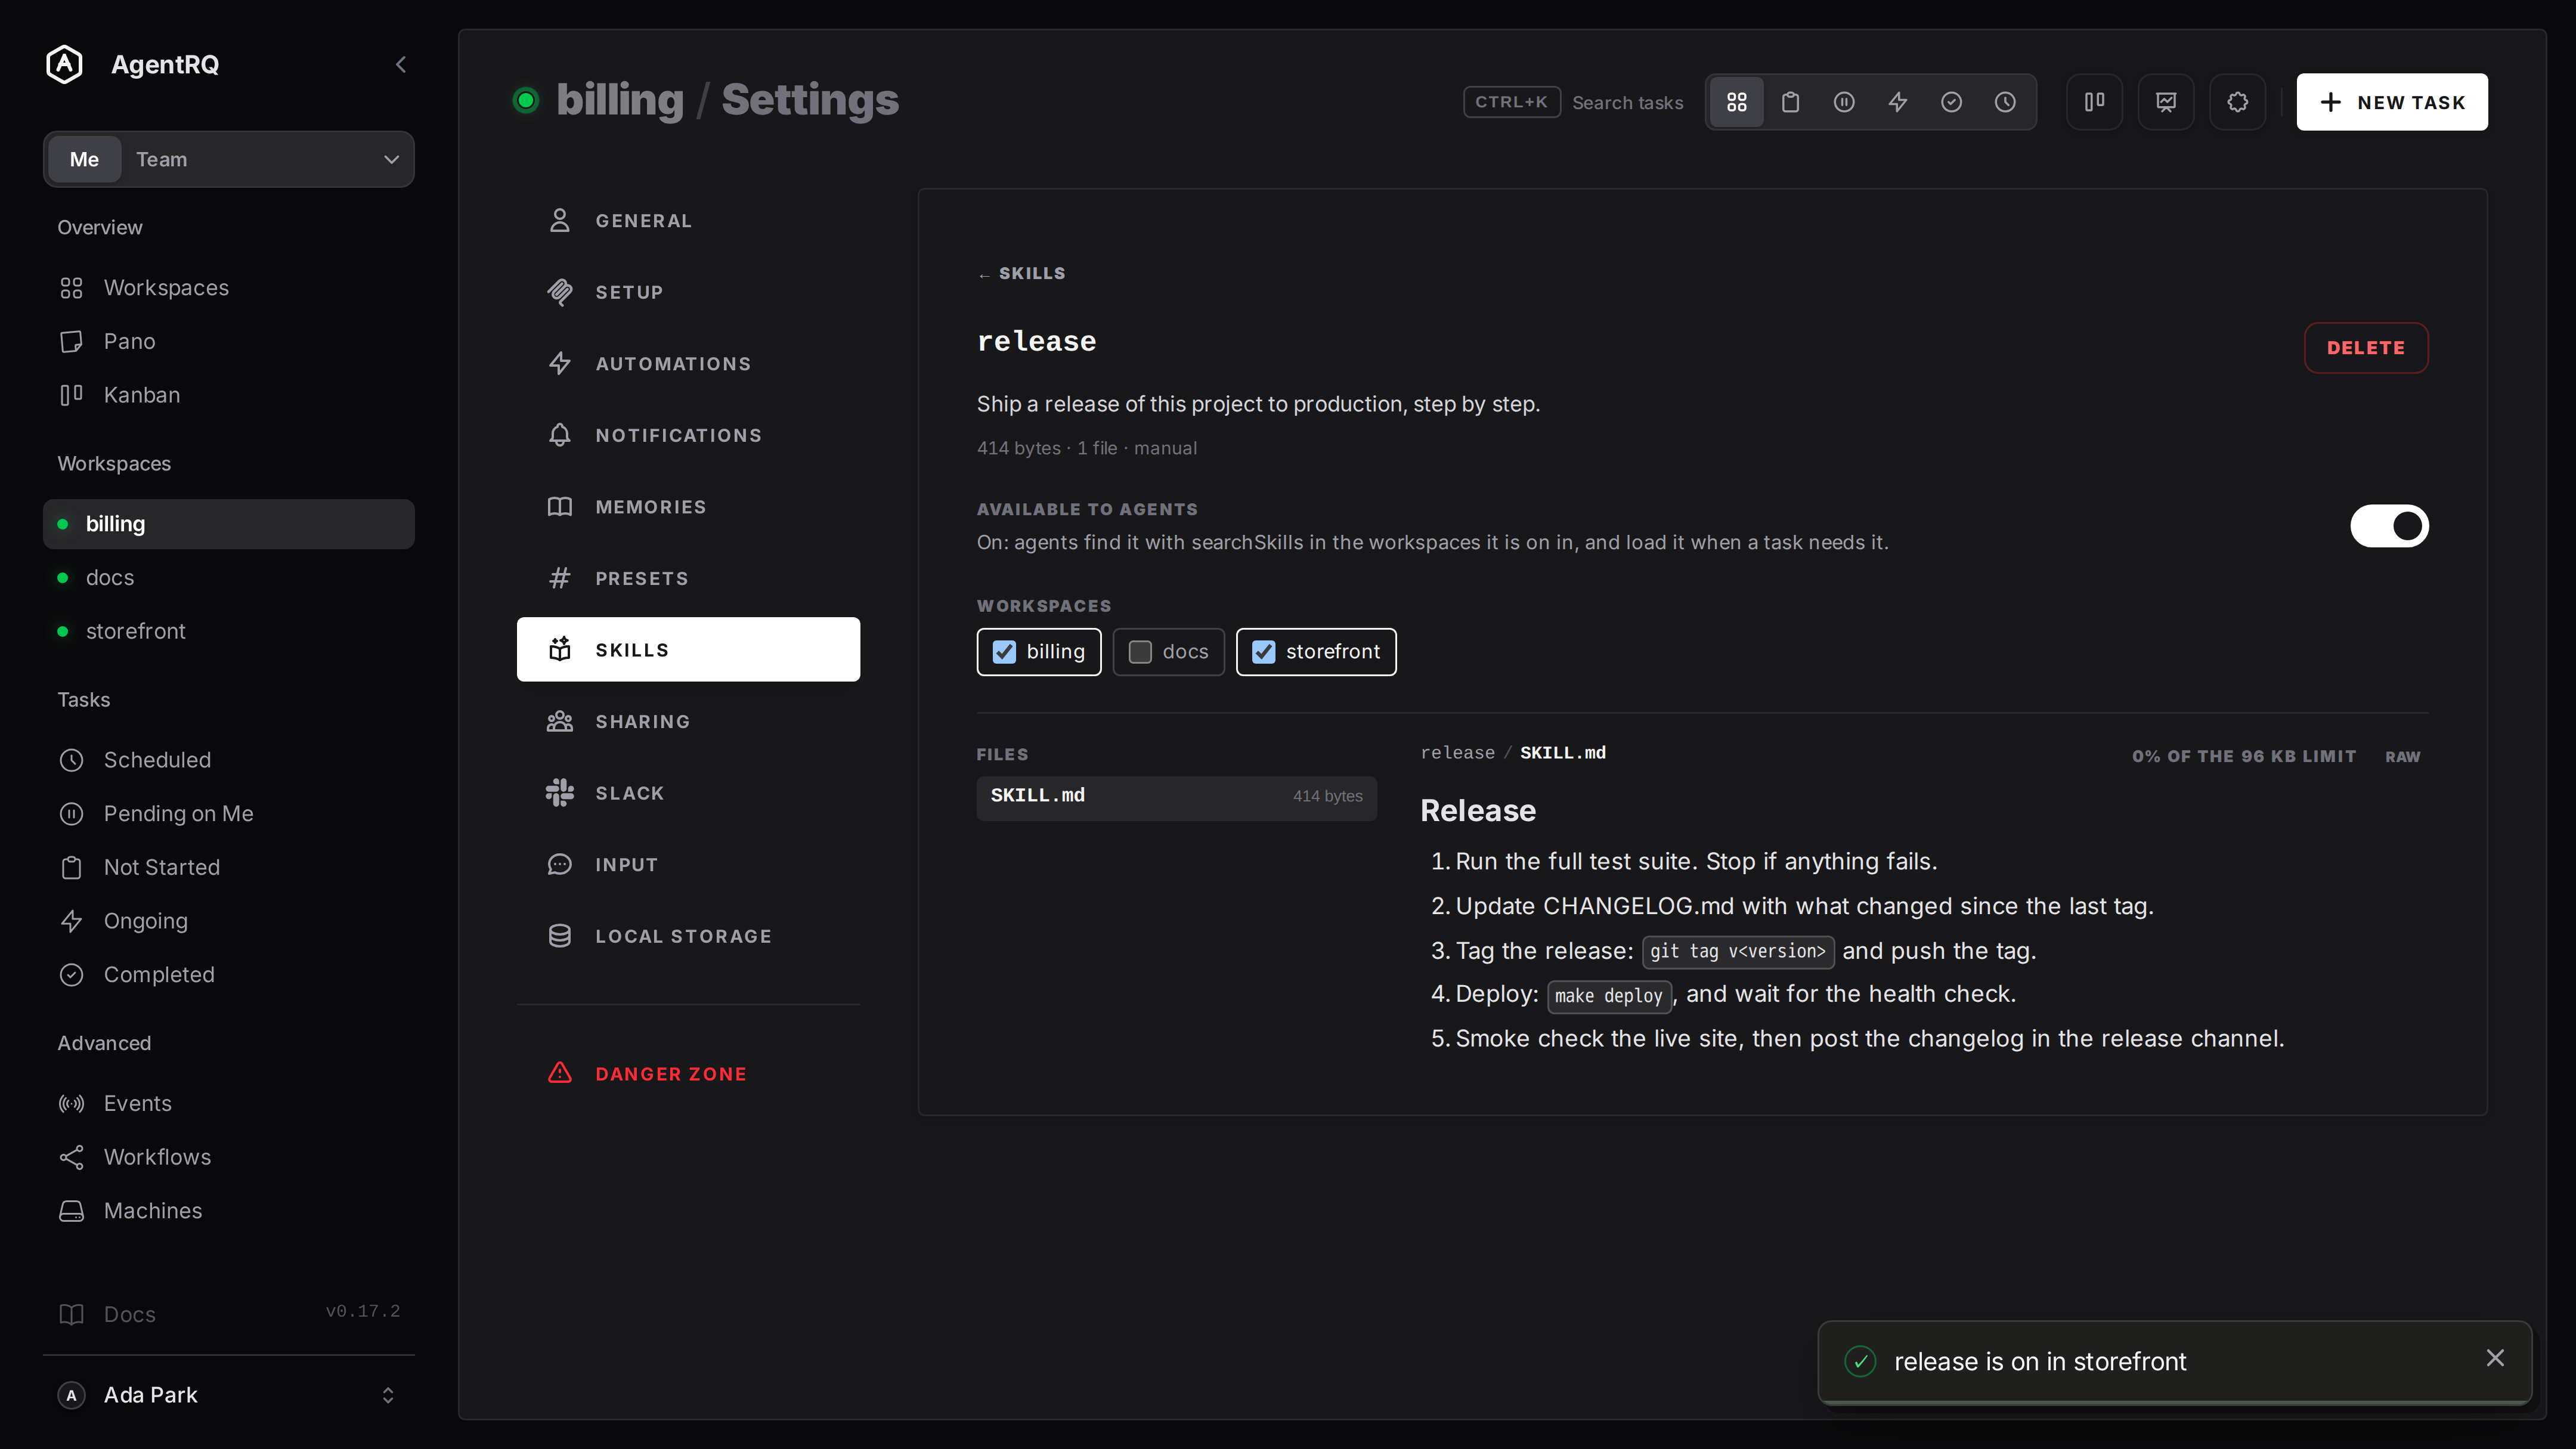 AgentRQ
Me Team
Overview
Workspaces
Pano
Kanban
Workspaces
billing
docs
storefront
Tasks
Scheduled
Pending on Me
Not Started
Ongoing
Completed
Advanced
Events
Workflows
Machines
Docs v0.17.2
A Ada Park
billing / Settings
CTRL+K Search tasks
NEW TASK
GENERAL
SETUP
AUTOMATIONS
NOTIFICATIONS
MEMORIES
PRESETS
SKILLS
SHARING
SLACK
INPUT
LOCAL STORAGE
DANGER ZONE
← SKILLS
release
DELETE
Ship a release of this project to production, step by step.
414 bytes · 1 file · manual
AVAILABLE TO AGENTS
On: agents find it with searchSkills in the workspaces it is on in, and load it when a task needs it.
WORKSPACES
billing docs storefront
FILES
SKILL.md 414 bytes
release / SKILL.md
0% OF THE 96 KB LIMIT RAW
Release
1. Run the full test suite. Stop if anything fails.
2. Update CHANGELOG.md with what changed since the last tag.
3. Tag the release: git tag v<version> and push the tag.
4. Deploy: make deploy, and wait for the health check.
5. Smoke check the live site, then post the changelog in the release channel.
release is on in storefront